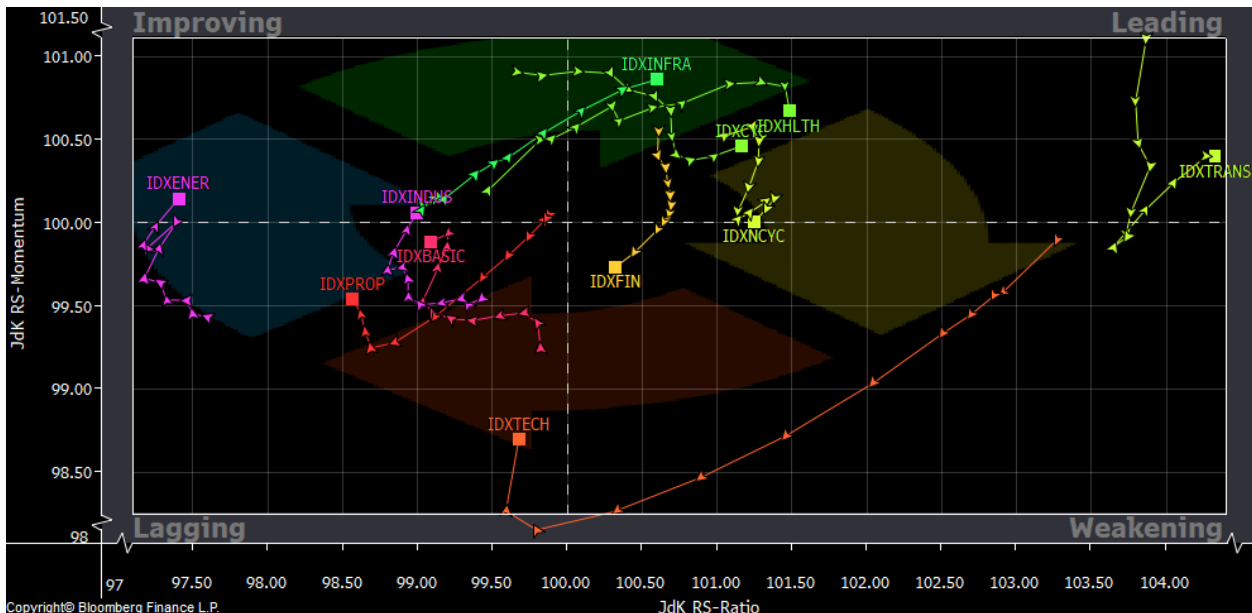 101.50
Improving
Leading
101.00
IDXINFRA
100.50
IDXCYC
IDXHLTH
IDXTRANS
IDXENER
IDXINDUS
100.00
IDXNCYC
IDXBASIC
IDXFIN
IDXPROP
99.50
JdK RS-Momentum
99.00
IDXTECH
98.50
98
Lagging
Weakening
97
97.50
98.00
98.50
99.00
99.50
100.00
100.50
101.00
101.50
102.00
102.50
103.00
103.50
104.00
Copyright© Bloomberg Finance L.P.
JdK RS-Ratio